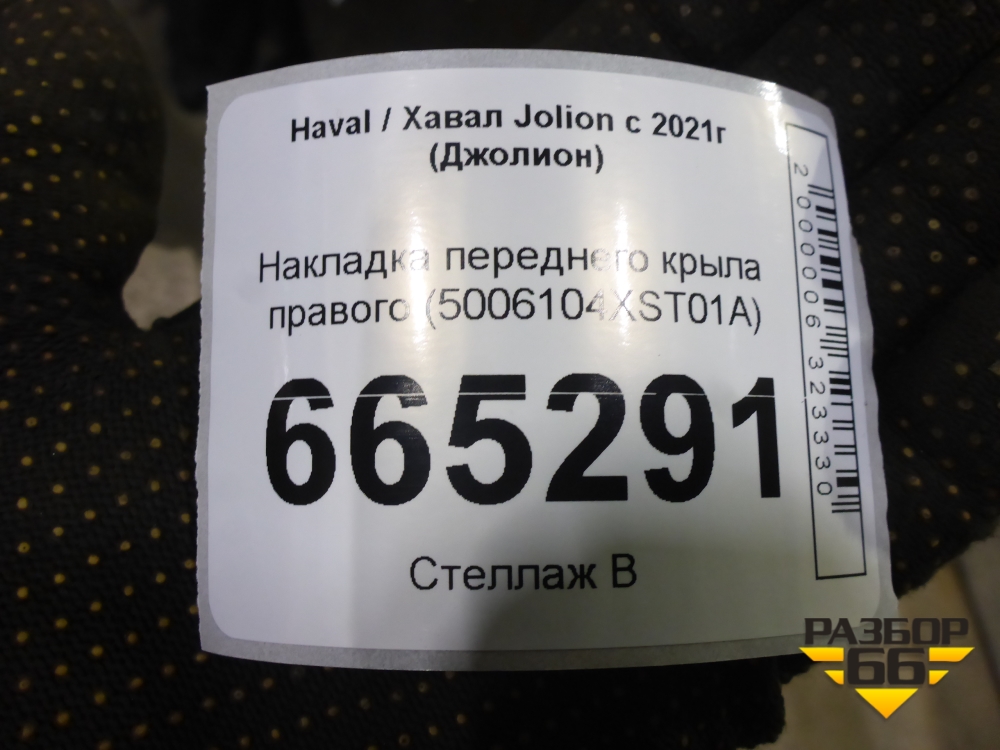 Haval / Хавал Jolion с 2021г
(Джолион)
Накладка переднего крыла
правого (5006104XST01A)
665291
Стеллаж В
2000006323330
РАЗБОР
66